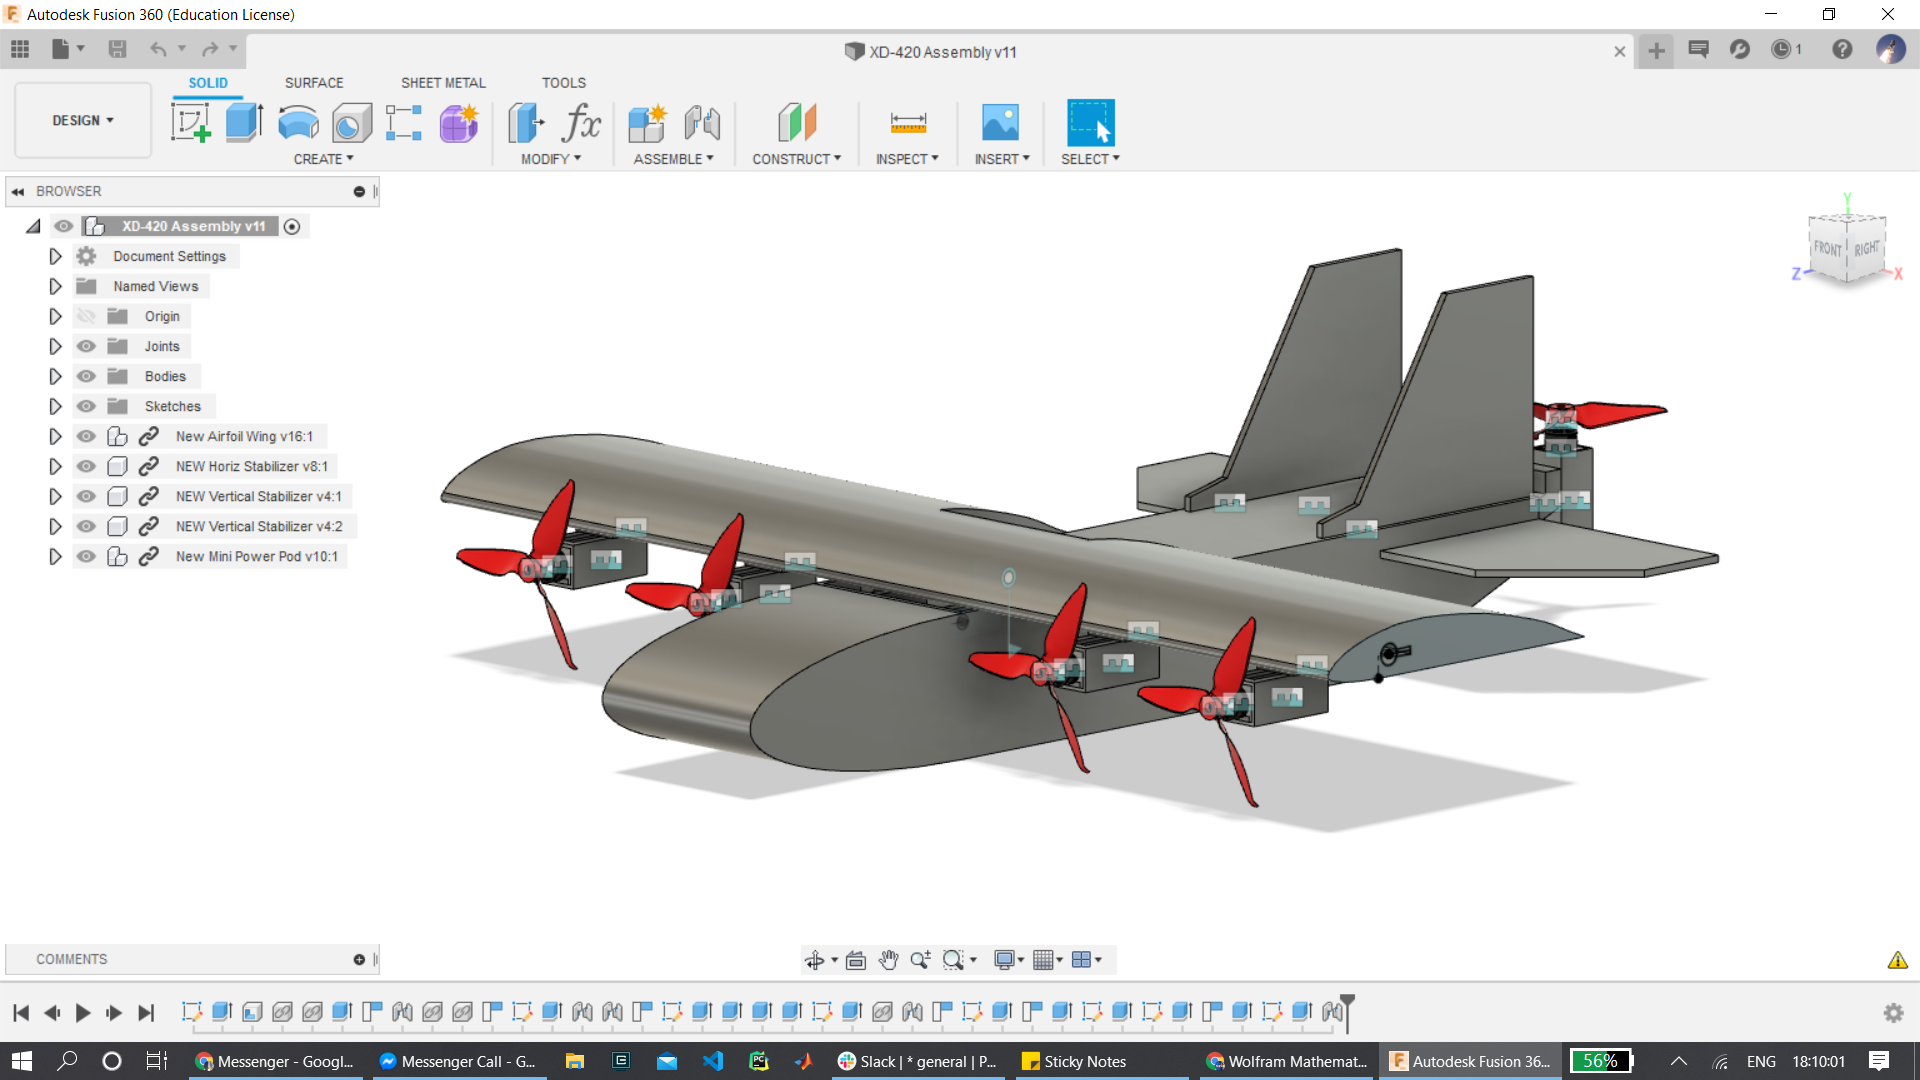 Autodesk Fusion 360 (Education License)
XD-420 Assembly v11
1
DESIGN
SOLID
SURFACE
SHEET METAL
TOOLS
CREATE
MODIFY
ASSEMBLE
CONSTRUCT
INSPECT
INSERT
SELECT
BROWSER
XD-420 Assembly v11
Document Settings
Named Views
Origin
Joints
Bodies
Sketches
New Airfoil Wing v16:1
NEW Horiz Stabilizer v8:1
NEW Vertical Stabilizer v4:1
NEW Vertical Stabilizer v4:2
New Mini Power Pod v10:1
Y
FRONT
RIGHT
Z
X
COMMENTS
Messenger - Googl...
Messenger Call - G...
Slack | * general | P...
Sticky Notes
Wolfram Mathemat...
Autodesk Fusion 36...
56%
ENG
18:10:01